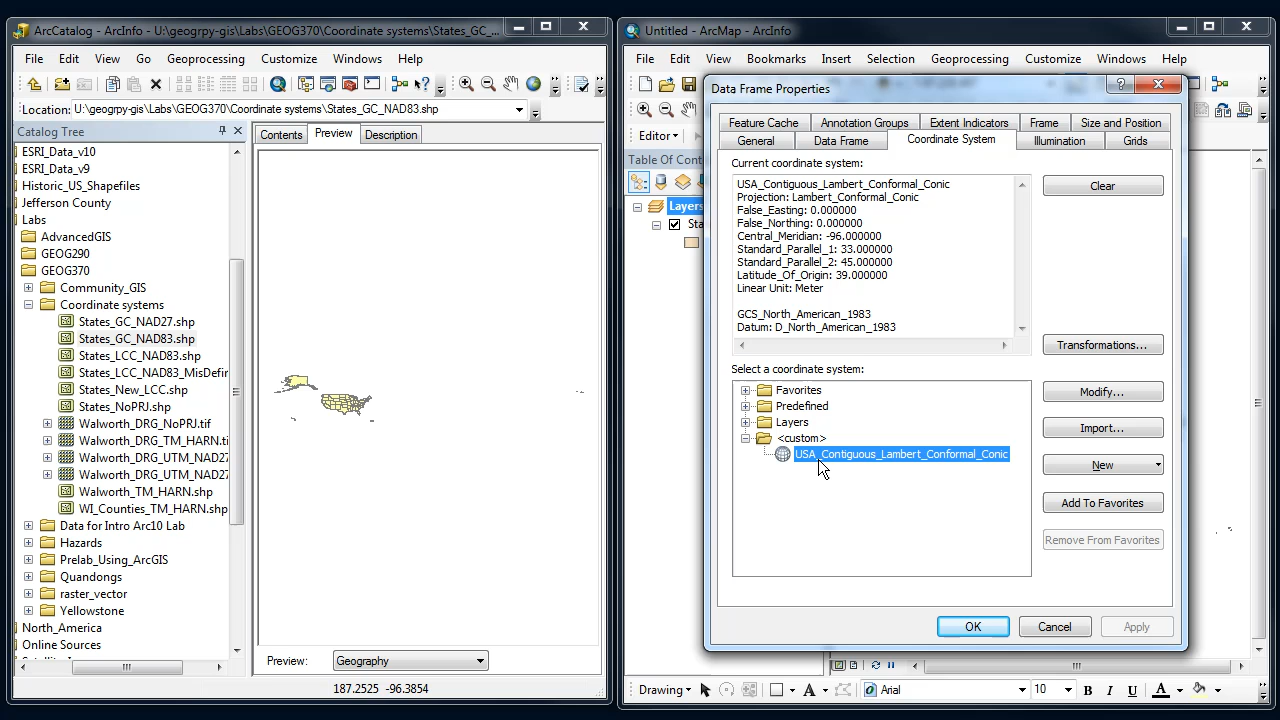 ArcCatalog - ArcInfo - U:\geogrpy-gis\Labs\GEOG370\Coordinate systems\States_GC_...
File Edit View Go Geoprocessing Customize Windows Help
Location: U:\geogrpy-gis\Labs\GEOG370\Coordinate systems\States_GC_NAD83.shp
Catalog Tree
ESRI_Data_v10
ESRI_Data_v9
Historic_US_Shapefiles
Jefferson County
Labs
AdvancedGIS
GEOG290
GEOG370
Community_GIS
Coordinate systems
States_GC_NAD27.shp
States_GC_NAD83.shp
States_LCC_NAD83.shp
States_LCC_NAD83_MisDefir
States_New_LCC.shp
States_NoPRJ.shp
Walworth_DRG_NoPRJ.tif
Walworth_DRG_TM_HARN.ti
Walworth_DRG_UTM_NAD27
Walworth_DRG_UTM_NAD27
Walworth_TM_HARN.shp
WI_Counties_TM_HARN.shp
Data for Intro Arc10 Lab
Hazards
Prelab_Using_ArcGIS
Quandongs
raster_vector
Yellowstone
North_America
Online Sources
Contents Preview Description
Preview: Geography
187.2525 -96.3854
Untitled - ArcMap - ArcInfo
File Edit View Bookmarks Insert Selection Geoprocessing Customize Windows Help
Editor
Table Of Cont
Layers
Sta
Data Frame Properties
Feature Cache Annotation Groups Extent Indicators Frame Size and Position
General Data Frame Coordinate System Illumination Grids
Current coordinate system:
USA_Contiguous_Lambert_Conformal_Conic
Projection: Lambert_Conformal_Conic
False_Easting: 0.000000
False_Northing: 0.000000
Central_Meridian: -96.000000
Standard_Parallel_1: 33.000000
Standard_Parallel_2: 45.000000
Latitude_Of_Origin: 39.000000
Linear Unit: Meter
GCS_North_American_1983
Datum: D_North_American_1983
Clear
Transformations...
Select a coordinate system:
Favorites
Predefined
Layers
<custom>
USA_Contiguous_Lambert_Conformal_Conic
Modify...
Import...
New
Add To Favorites
Remove From Favorites
OK Cancel Apply
Drawing A Arial 10 B I U A